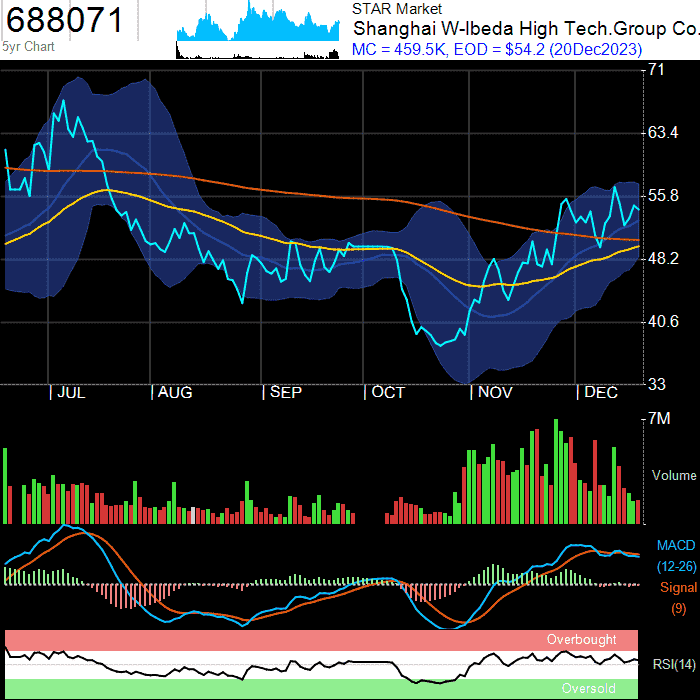 688071
5yr Chart
STAR Market
Shanghai W-Ibeda High Tech.Group Co.
MC = 459.5K, EOD = $54.2 (20Dec2023)
71
63.4
55.8
48.2
40.6
33
| JUL | AUG | SEP | OCT | NOV | DEC
7M
Volume
MACD
(12-26)
Signal
(9)
Overbought
RSI(14)
Oversold